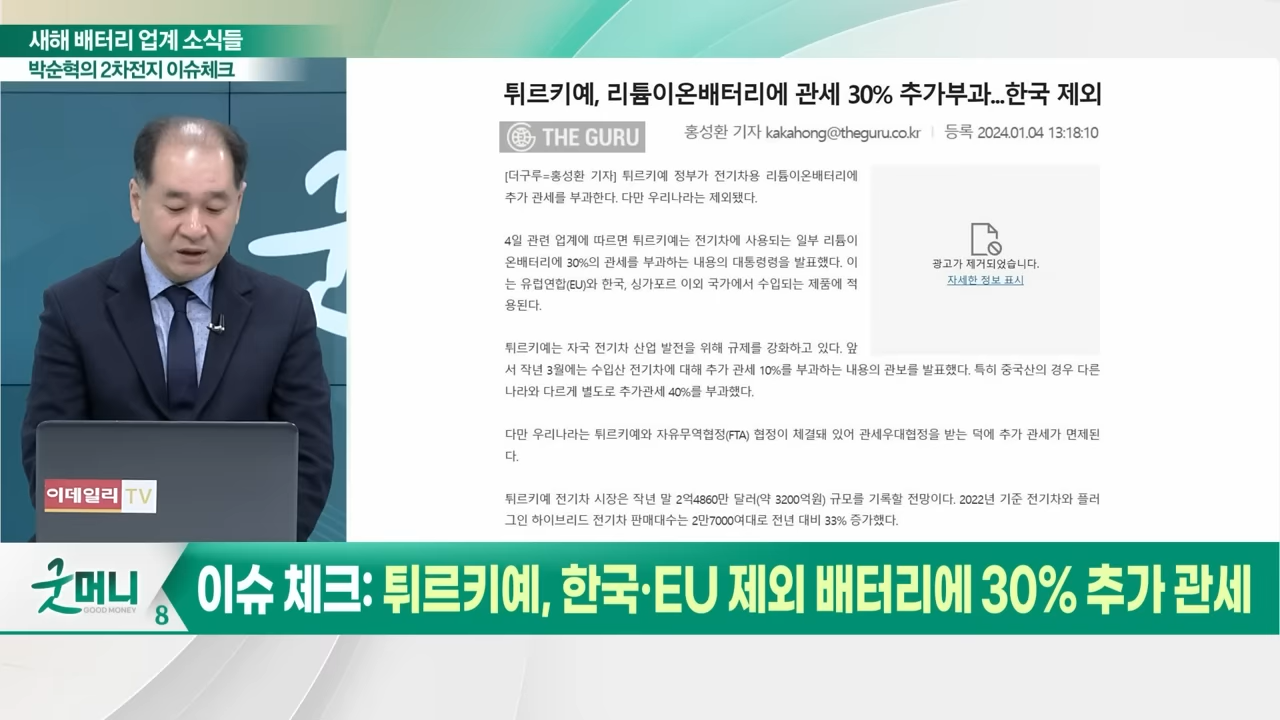 새해 배터리 업계 소식들
박순혁의 2차전지 이슈체크
튀르키예, 리튬이온배터리에 관세 30% 추가부과...한국 제외
THE GURU
홍성환 기자 kakahong@theguru.co.kr | 등록 2024.01.04 13:18:10
[더구루=홍성환 기자] 튀르키예 정부가 전기차용 리튬이온배터리에
추가 관세를 부과한다. 다만 우리나라는 제외됐다.
4일 관련 업계에 따르면 튀르키예는 전기차에 사용되는 일부 리튬이
온배터리에 30%의 관세를 부과하는 내용의 대통령령을 발표했다. 이
는 유럽연합(EU)와 한국, 싱가포르 이외 국가에서 수입되는 제품에 적
용된다.
광고가 제거되었습니다.
자세한 정보 표시
튀르키예는 자국 전기차 산업 발전을 위해 규제를 강화하고 있다. 앞
서 작년 3월에는 수입산 전기차에 대해 추가 관세 10%를 부과하는 내용의 관보를 발표했다. 특히 중국산의 경우 다른
나라와 다르게 별도로 추가관세 40%를 부과했다.
다만 우리나라는 튀르키예와 자유무역협정(FTA) 협정이 체결돼 있어 관세우대협정을 받는 덕에 추가 관세가 면제된
다.
튀르키예 전기차 시장은 작년 말 2억4860만 달러(약 3200억원) 규모를 기록할 전망이다. 2022년 기준 전기차와 플러
그인 하이브리드 전기차 판매대수는 2만7000여대로 전년 대비 33% 증가했다.
이데일리 TV
굿머니
GOOD MONEY
8
이슈 체크: 튀르키예, 한국·EU 제외 배터리에 30% 추가 관세